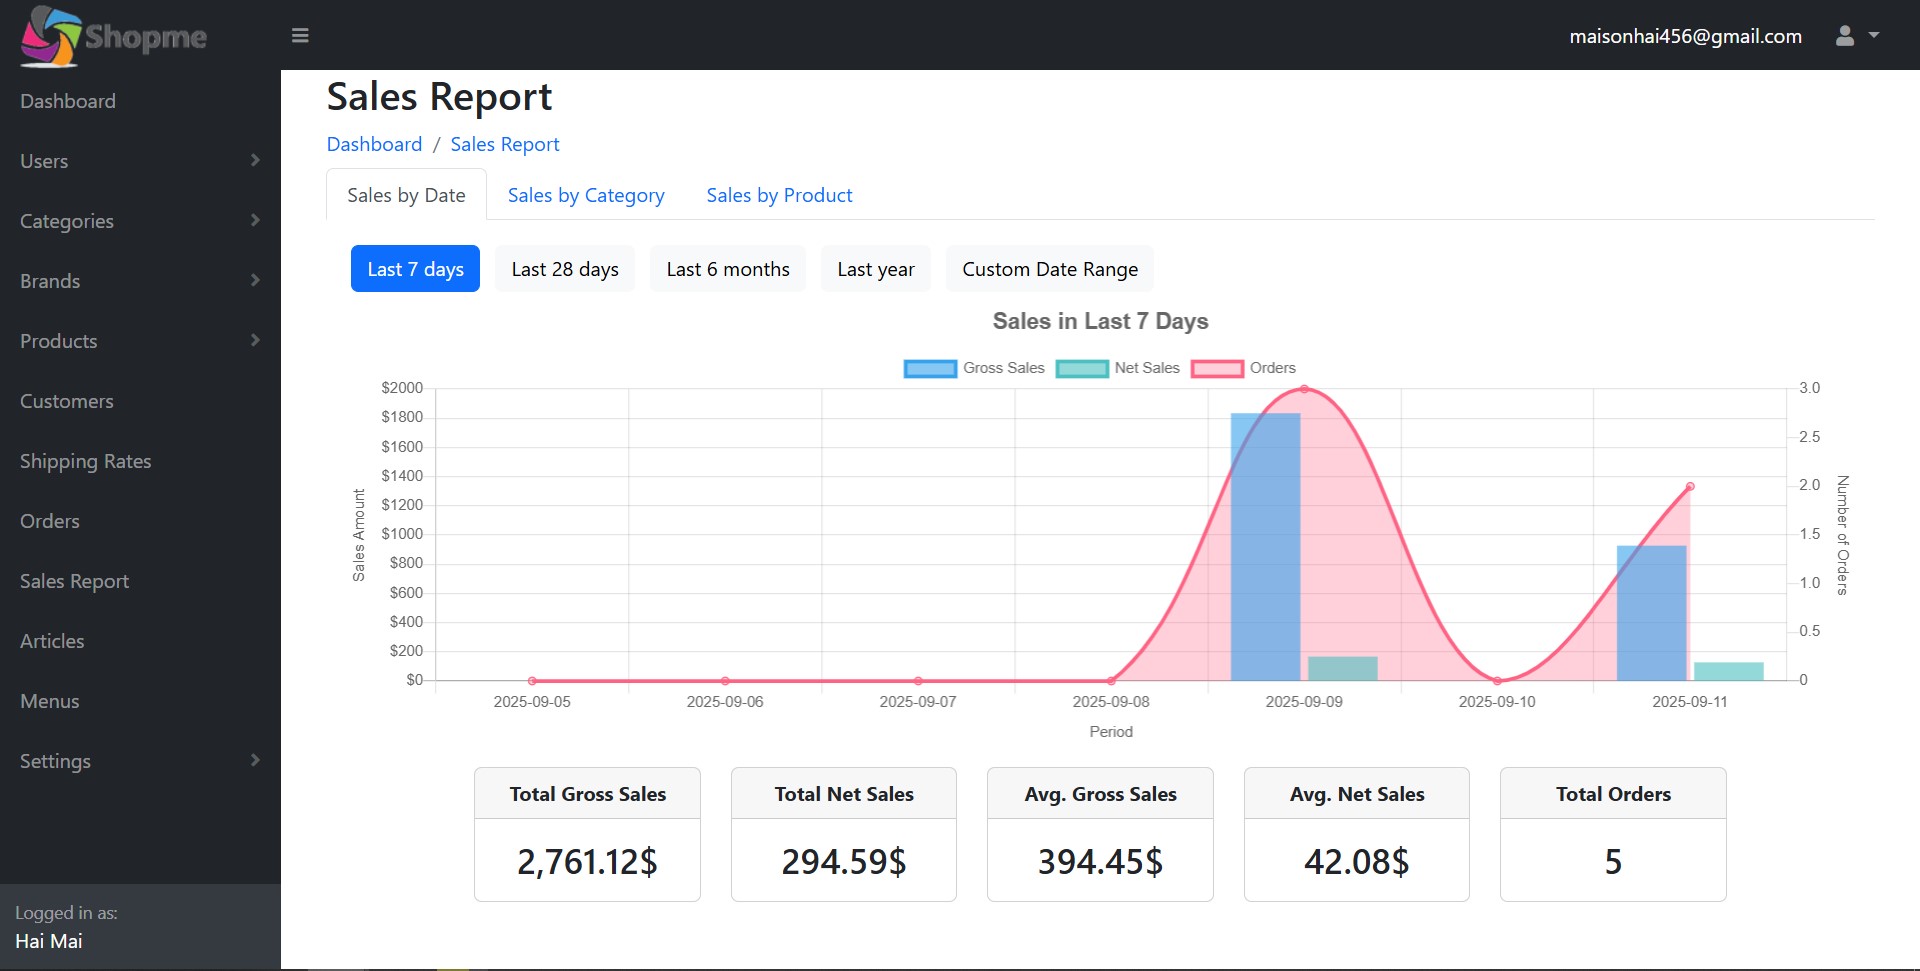 Shopme
maisonhai456@gmail.com
Dashboard
Users
Categories
Brands
Products
Customers
Shipping Rates
Orders
Sales Report
Articles
Menus
Settings
Logged in as:
Hai Mai
Sales Report
Dashboard / Sales Report
Sales by Date Sales by Category Sales by Product
Last 7 days Last 28 days Last 6 months Last year Custom Date Range
Sales in Last 7 Days
Gross Sales Net Sales Orders
Sales Amount
$2000
$1800
$1600
$1400
$1200
$1000
$800
$600
$400
$200
$0
3.0
2.5
2.0
1.5
1.0
0.5
0
Number of Orders
2025-09-05 2025-09-06 2025-09-07 2025-09-08 2025-09-09 2025-09-10 2025-09-11
Period
Total Gross Sales
2,761.12$
Total Net Sales
294.59$
Avg. Gross Sales
394.45$
Avg. Net Sales
42.08$
Total Orders
5